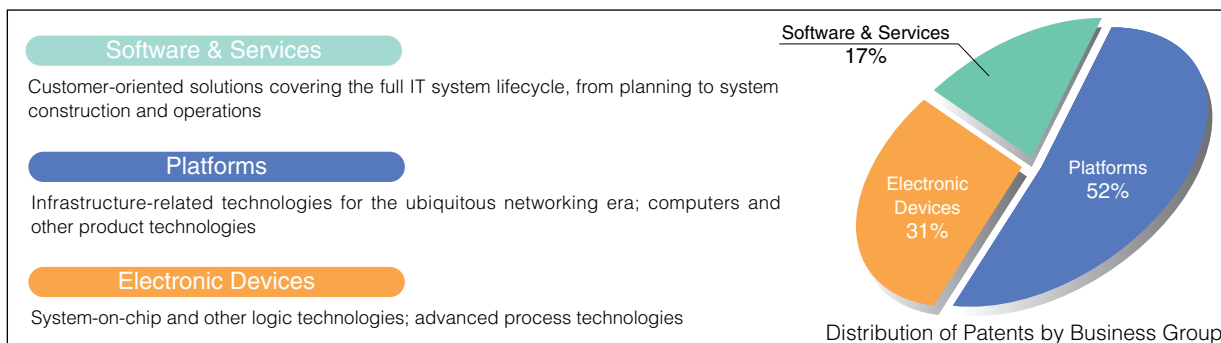 Software & Services
Customer-oriented solutions covering the full IT system lifecycle, from planning to system
construction and operations
Platforms
Infrastructure-related technologies for the ubiquitous networking era; computers and
other product technologies
Electronic Devices
System-on-chip and other logic technologies; advanced process technologies
Software & Services
17%
Platforms
52%
Electronic
Devices
31%
Distribution of Patents by Business Group